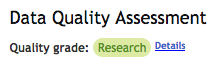 Data Quality Assessment
Quality grade: Research Details